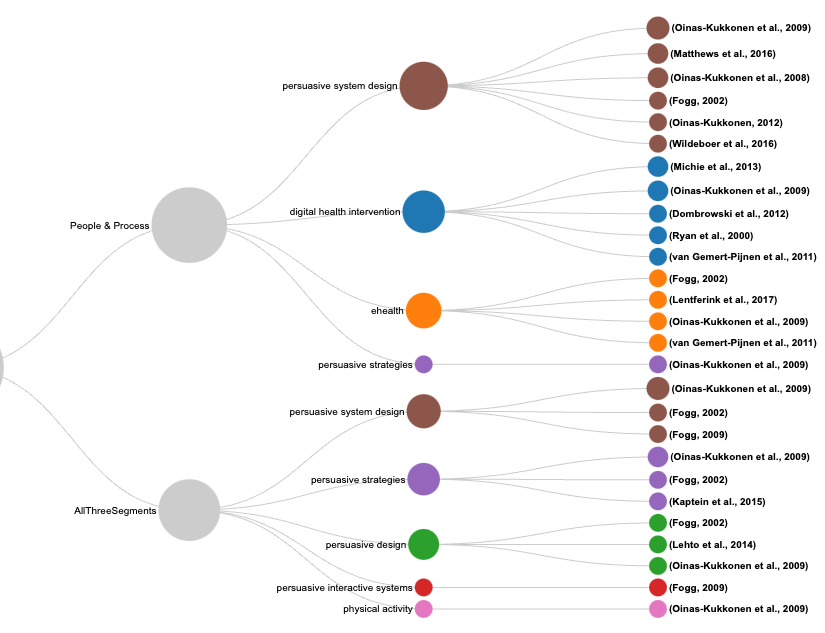 People & Process
persuasive system design
(Oinas-Kukkonen et al., 2009)
(Matthews et al., 2016)
(Oinas-Kukkonen et al., 2008)
(Fogg, 2002)
(Oinas-Kukkonen, 2012)
(Wildeboer et al., 2016)
digital health intervention
(Michie et al., 2013)
(Oinas-Kukkonen et al., 2009)
(Dombrowski et al., 2012)
(Ryan et al., 2000)
(van Gemert-Pijnen et al., 2011)
ehealth
(Fogg, 2002)
(Lentferink et al., 2017)
(Oinas-Kukkonen et al., 2009)
(van Gemert-Pijnen et al., 2011)
persuasive strategies
(Oinas-Kukkonen et al., 2009)
AllThreeSegments
persuasive system design
(Oinas-Kukkonen et al., 2009)
(Fogg, 2002)
(Fogg, 2009)
persuasive strategies
(Oinas-Kukkonen et al., 2009)
(Fogg, 2002)
(Kaptein et al., 2015)
persuasive design
(Fogg, 2002)
(Lehto et al., 2014)
(Oinas-Kukkonen et al., 2009)
persuasive interactive systems
(Fogg, 2009)
physical activity
(Oinas-Kukkonen et al., 2009)